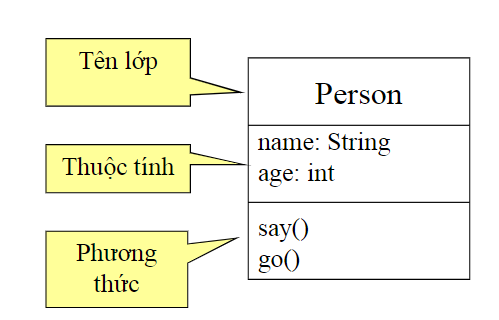 Tên lớp
Person
name: String
Thuộc tính
age: int
say()
Phương
thức
go()